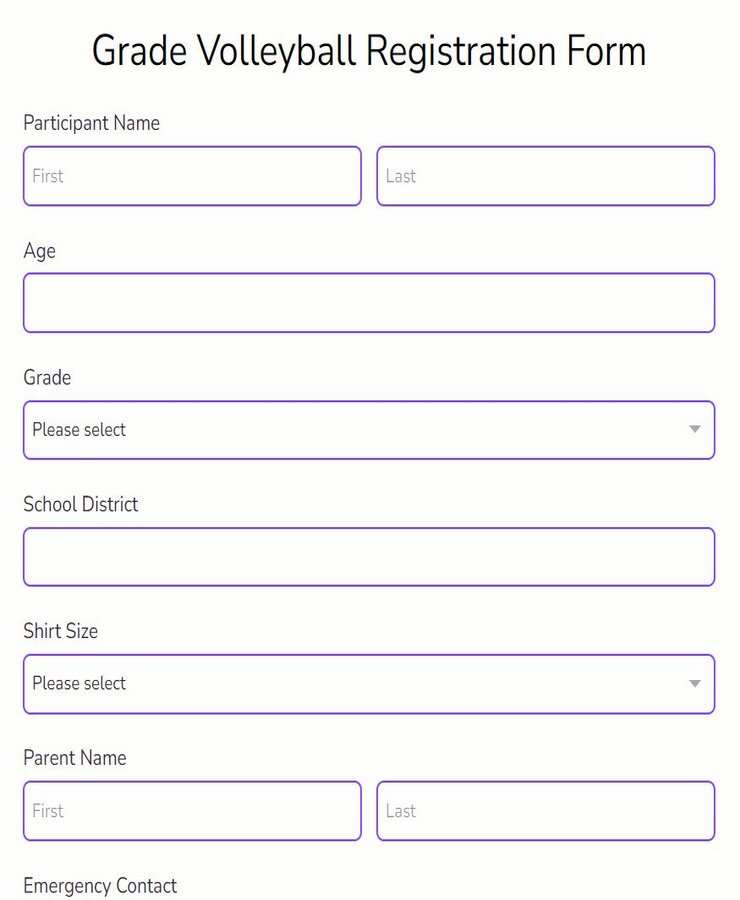 Grade Volleyball Registration Form
Participant Name
First Last
Age
Grade
Please select
School District
Shirt Size
Please select
Parent Name
First Last
Emergency Contact